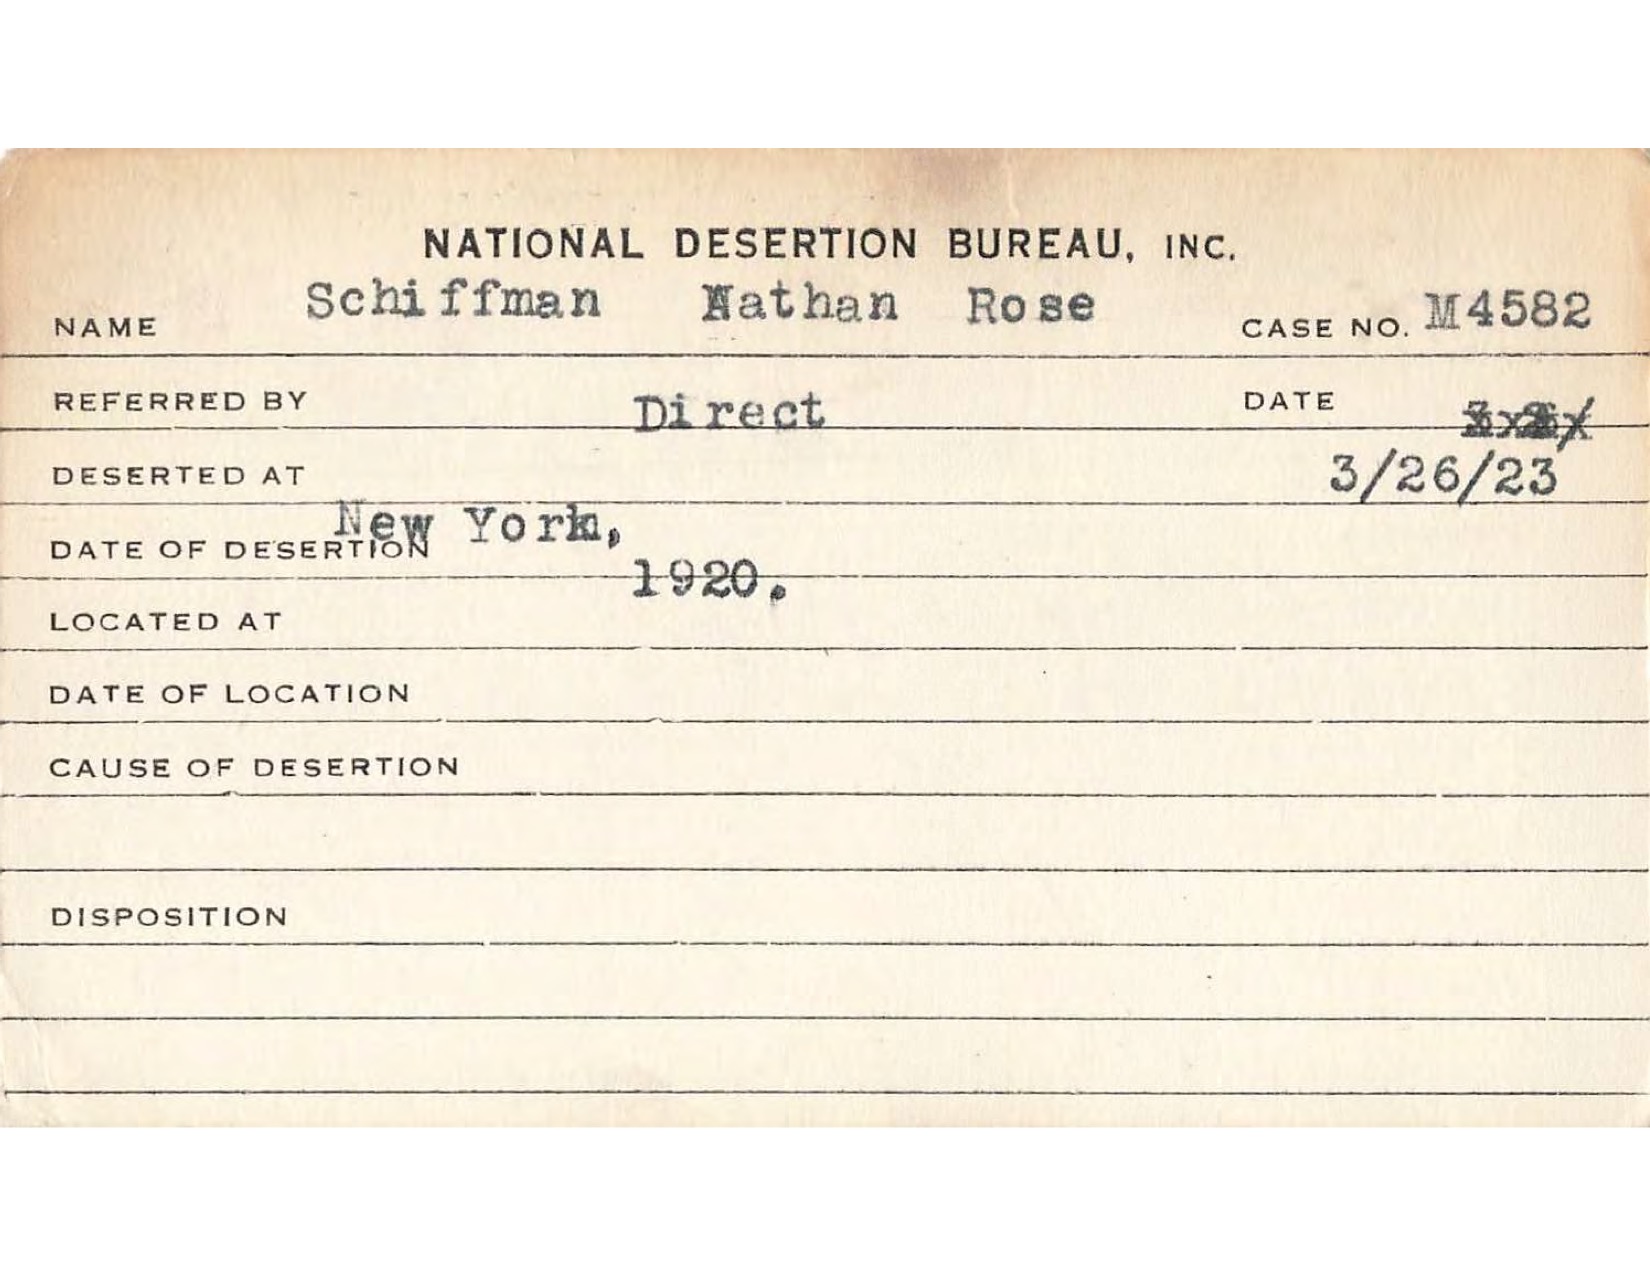 NATIONAL DESERTION BUREAU, INC.
NAME Schiffman Nathan Rose CASE NO. M4582
REFERRED BY Direct DATE
DESERTED AT 3/26/23
New York,
DATE OF DESERTION
1920.
LOCATED AT
DATE OF LOCATION
CAUSE OF DESERTION
DISPOSITION